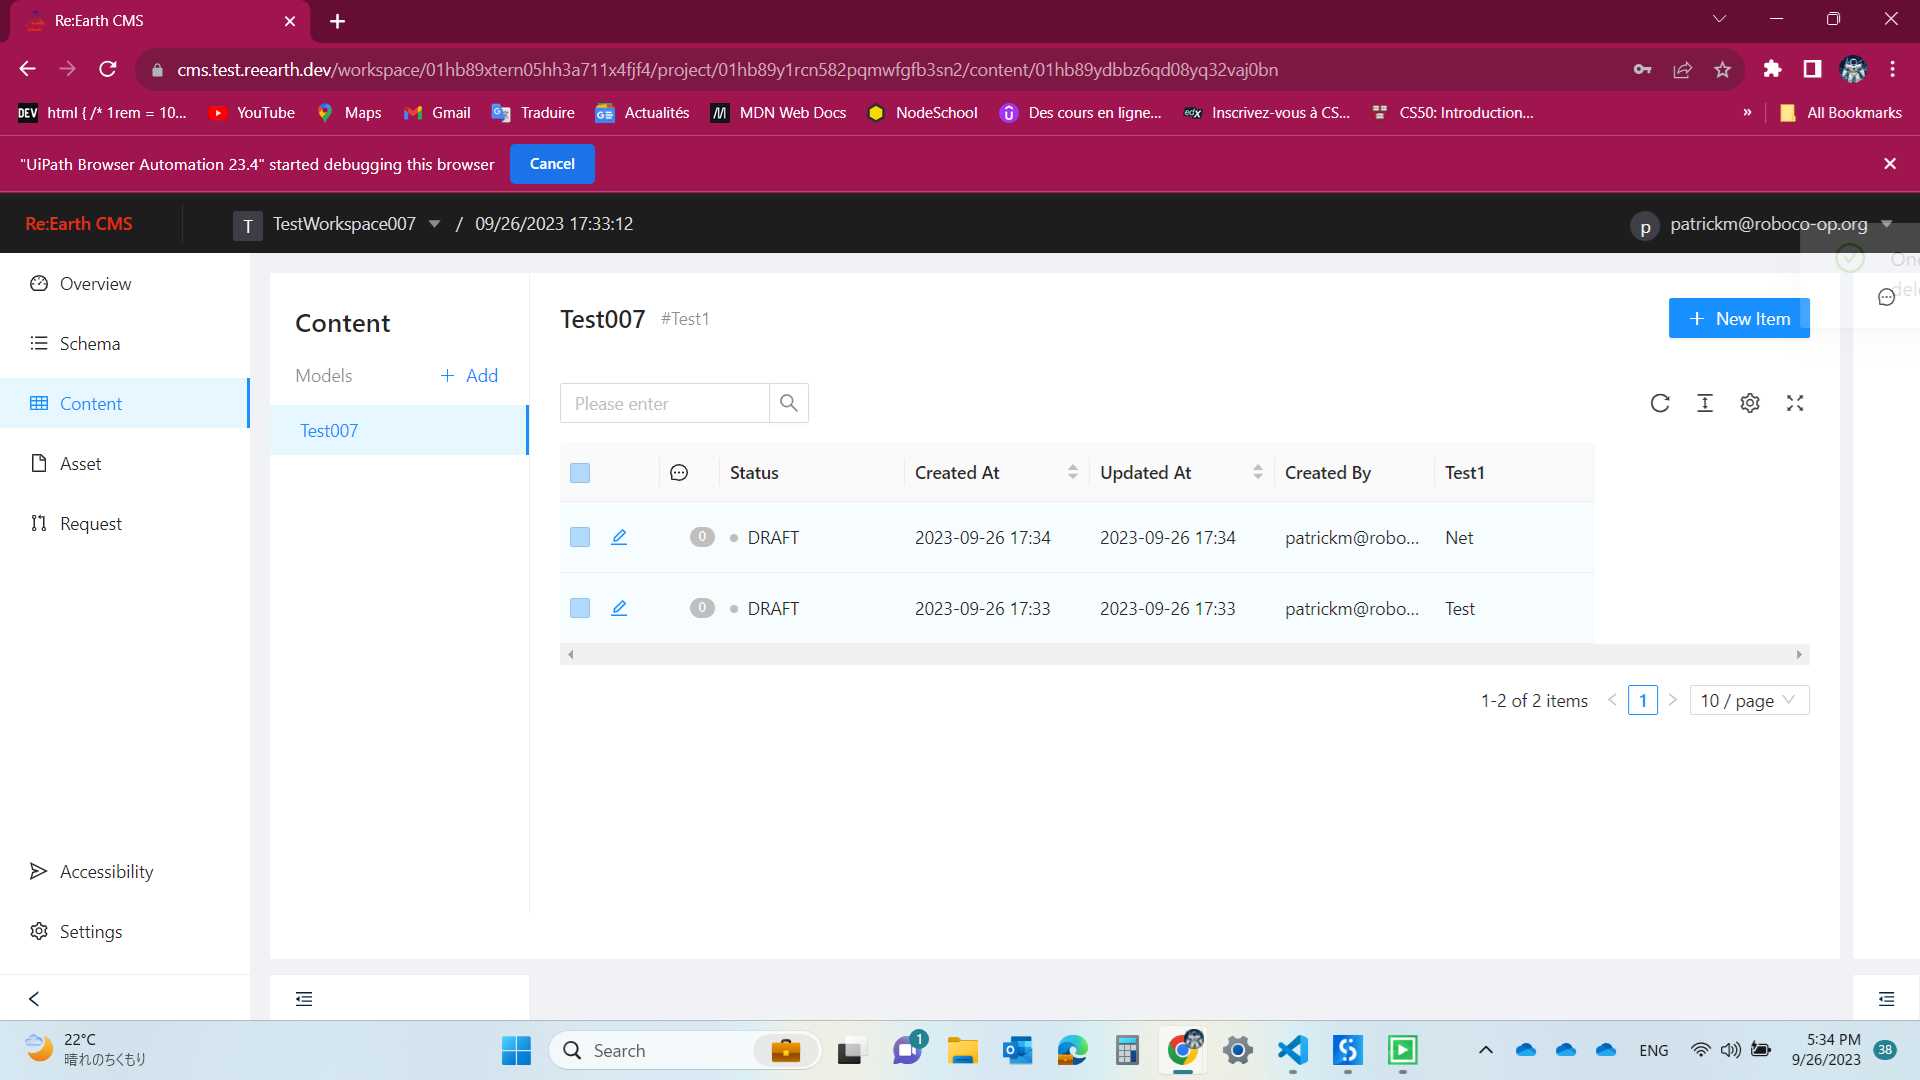 Re:Earth CMS
cms.test.reearth.dev/workspace/01hb89xtern05hh3a711x4fjf4/project/01hb89y1rcn582pqmwfgfb3sn2/content/01hb89ydbbz6qd08yq32vaj0bn
DEV html { /* 1rem = 10... YouTube Maps Gmail Traduire Actualités MDN Web Docs NodeSchool Des cours en ligne... edX Inscrivez-vous à CS... CS50: Introduction... » All Bookmarks
"UiPath Browser Automation 23.4" started debugging this browser Cancel
Re:Earth CMS T TestWorkspace007 / 09/26/2023 17:33:12 p patrickm@roboco-op.org
Overview
Schema
Content
Asset
Request
Accessibility
Settings
Content
Models + Add
Test007
Test007 #Test1
+ New Item
Please enter
Status Created At Updated At Created By Test1
0 DRAFT 2023-09-26 17:34 2023-09-26 17:34 patrickm@robo... Net
0 DRAFT 2023-09-26 17:33 2023-09-26 17:33 patrickm@robo... Test
1-2 of 2 items < 1 > 10 / page
22°C
晴れのちくもり
Search
1
ENG
5:34 PM
9/26/2023
38